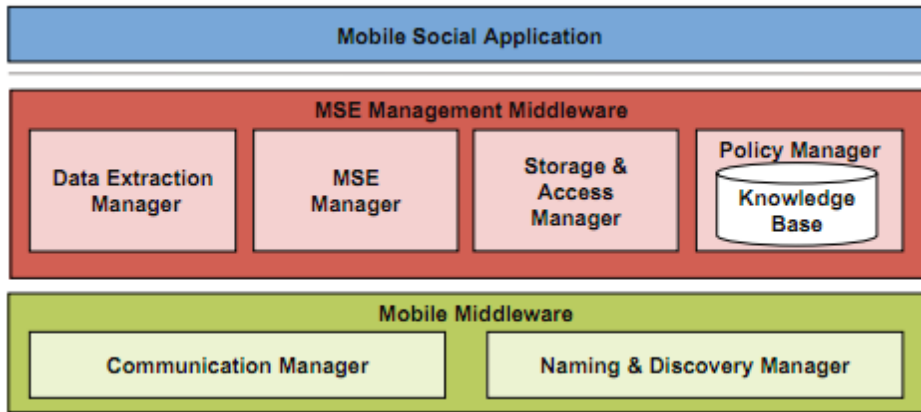 Mobile Social Application
MSE Management Middleware
Data Extraction
Manager
MSE
Manager
Storage &
Access
Manager
Policy Manager
Knowledge
Base
Mobile Middleware
Communication Manager
Naming & Discovery Manager